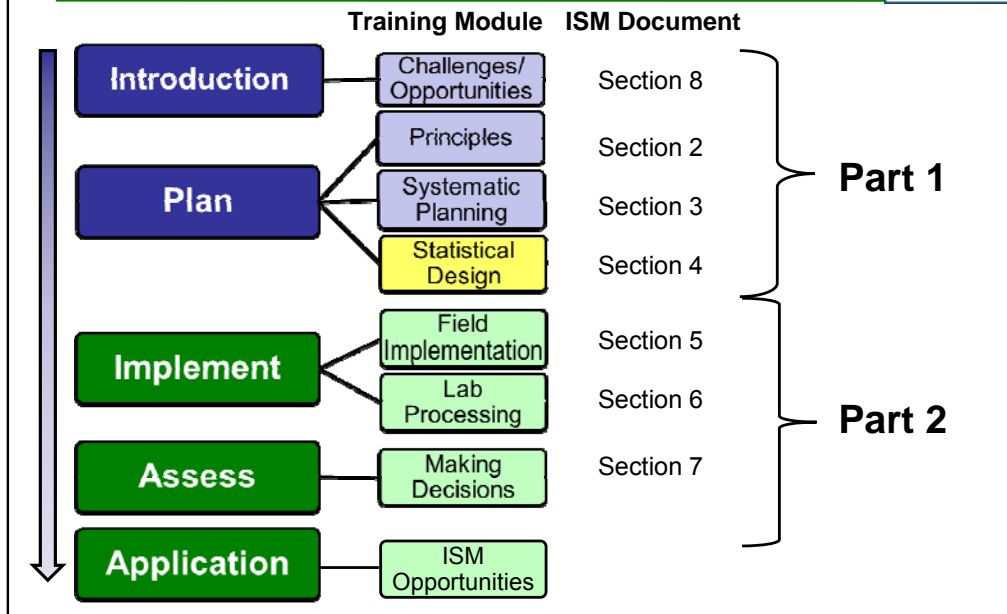 Training Module ISM Document
Introduction
Challenges/
Opportunities
Section 8
Plan
Principles
Section 2
Systematic
Planning
Section 3
Statistical
Design
Section 4
Part 1
Implement
Field
Implementation
Section 5
Lab
Processing
Section 6
Part 2
Assess
Making
Decisions
Section 7
Application
ISM
Opportunities